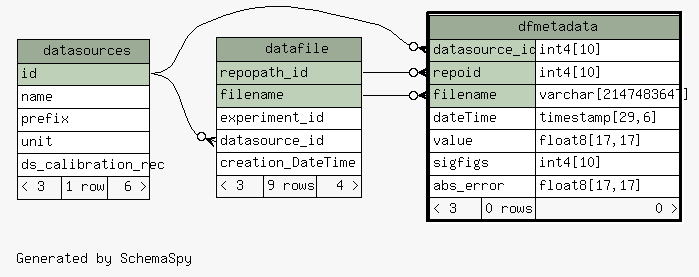 datasources
id
name
prefix
unit
ds_calibration_rec
< 3 1 row 6 >
datafile
repopath_id
filename
experiment_id
datasource_id
creation_DateTime
< 3 9 rows 4 >
dfmetadata
datasource_id int4[10]
repoid int4[10]
filename varchar[2147483647]
dateTime timestamp[29,6]
value float8[17,17]
sigfigs int4[10]
abs_error float8[17,17]
< 3 0 rows 0 >
Generated by SchemaSpy